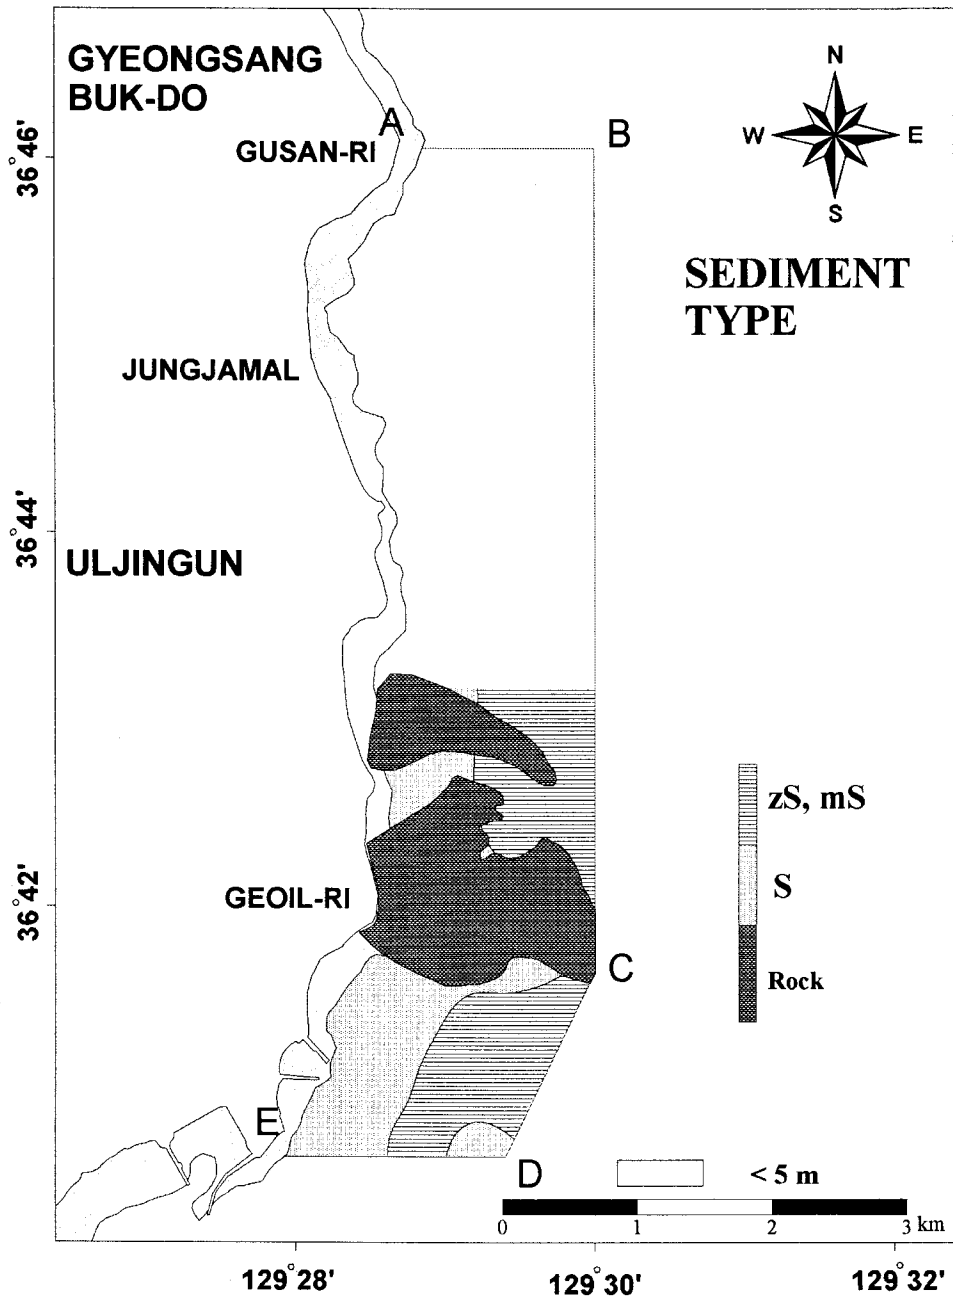 GYEONGSANG
BUK-DO
N
A
B
W
E
GUSAN-RI
36°46'
S
SEDIMENT
TYPE
JUNGJAMAL
36°44'
ULJINGUN
zS, mS
S
GEOIL-RI
36°42'
C
Rock
E
D
< 5 m
0 1 2 3 km
129°28' 129°30' 129°32'